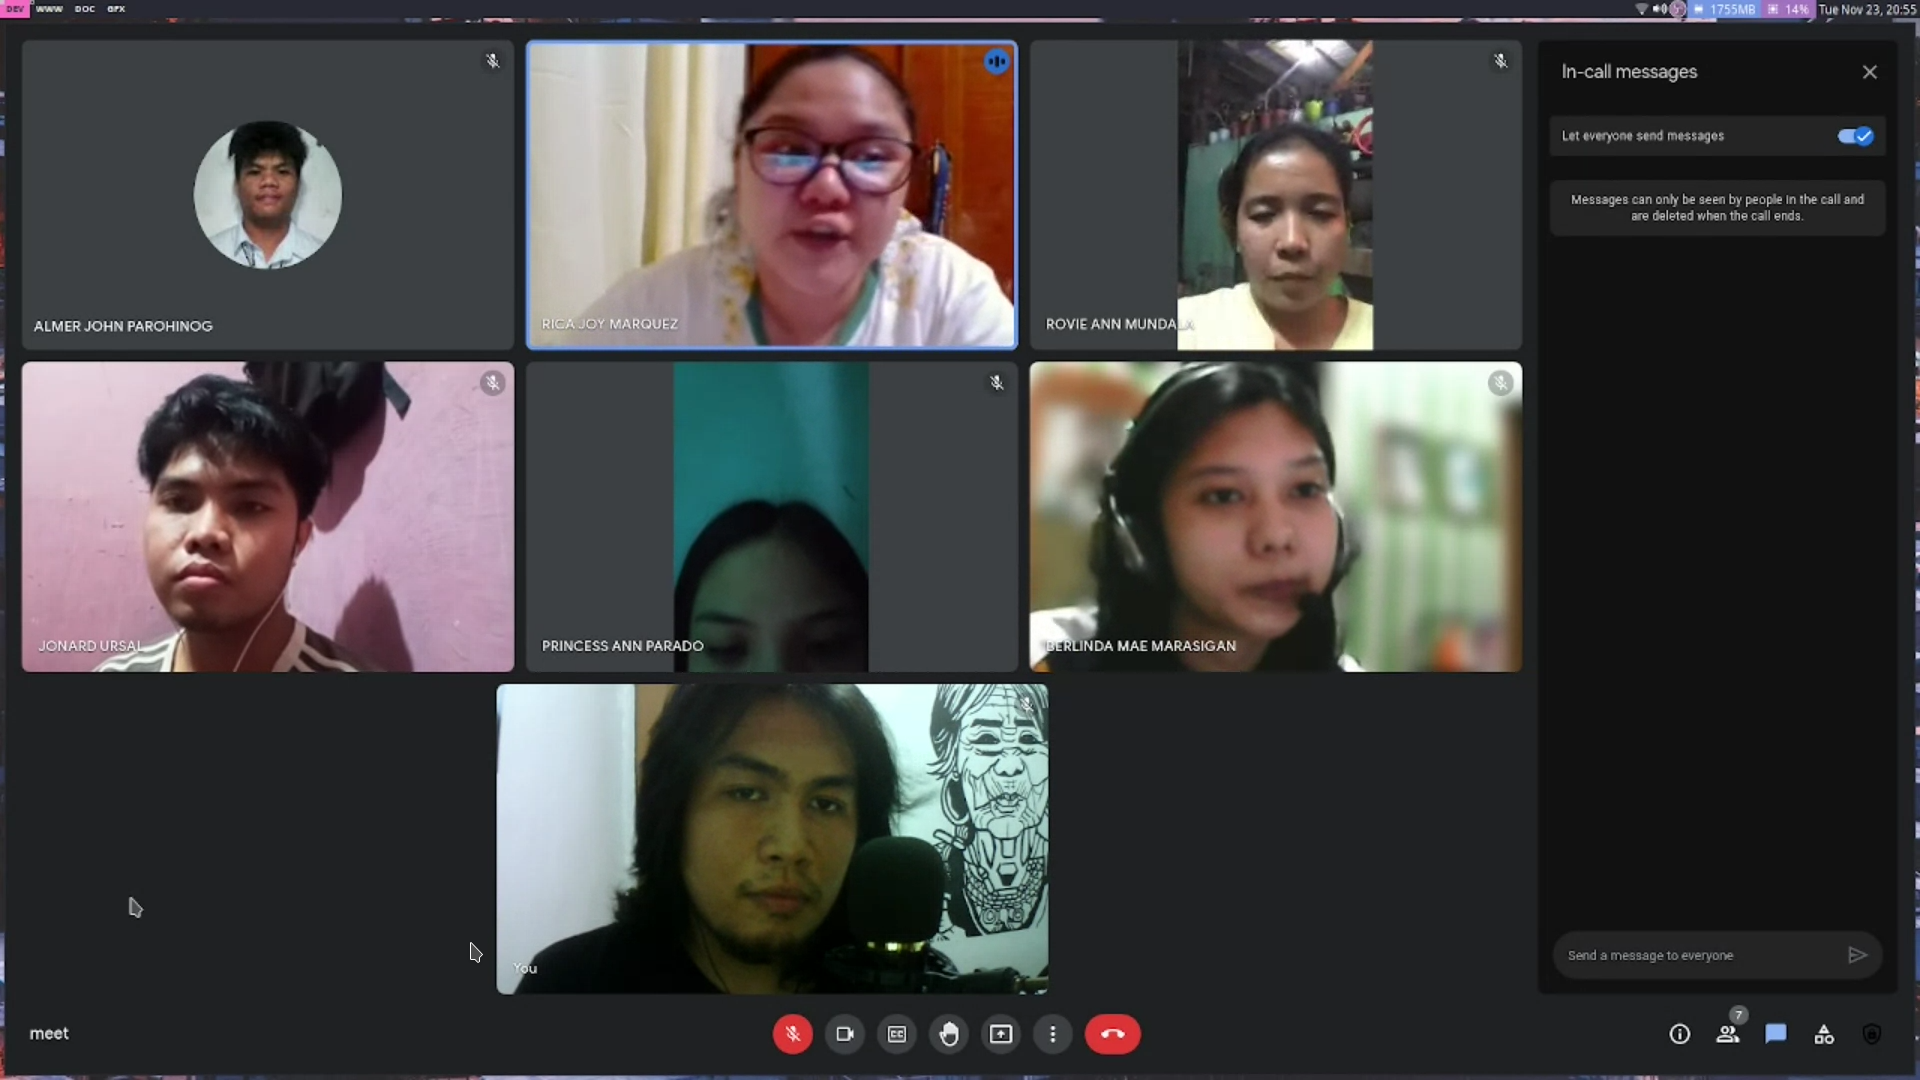 DEV WWW DOC GFX
1755MB 14% Tue Nov 23, 20:55
ALMER JOHN PAROHINOG
RICA JOY MARQUEZ
ROVIE ANN MUNDALA
In-call messages
Let everyone send messages
Messages can only be seen by people in the call and
are deleted when the call ends.
JONARD URSAL
PRINCESS ANN PARADO
BERLINDA MAE MARASIGAN
You
Send a message to everyone
meet
CC
7